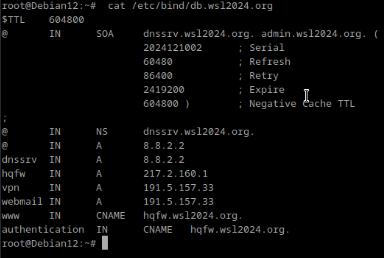 root@Debian12:~#  cat /etc/bind/db.wsl2024.org
$TTL    604800
@       IN      SOA     dnssrv.wsl2024.org. admin.wsl2024.org. (
                        2024121002      ; Serial
                        60480           ; Refresh
                        86400           ; Retry
                        2419200         ; Expire
                        604800 )        ; Negative Cache TTL
;
@       IN      NS      dnssrv.wsl2024.org.
@       IN      A       8.8.2.2
dnssrv  IN      A       8.8.2.2
hqfw    IN      A       217.2.160.1
vpn     IN      A       191.5.157.33
webmail IN      A       191.5.157.33
www     IN      CNAME   hqfw.wsl2024.org.
authentication  IN      CNAME   hqfw.wsl2024.org.
root@Debian12:~#